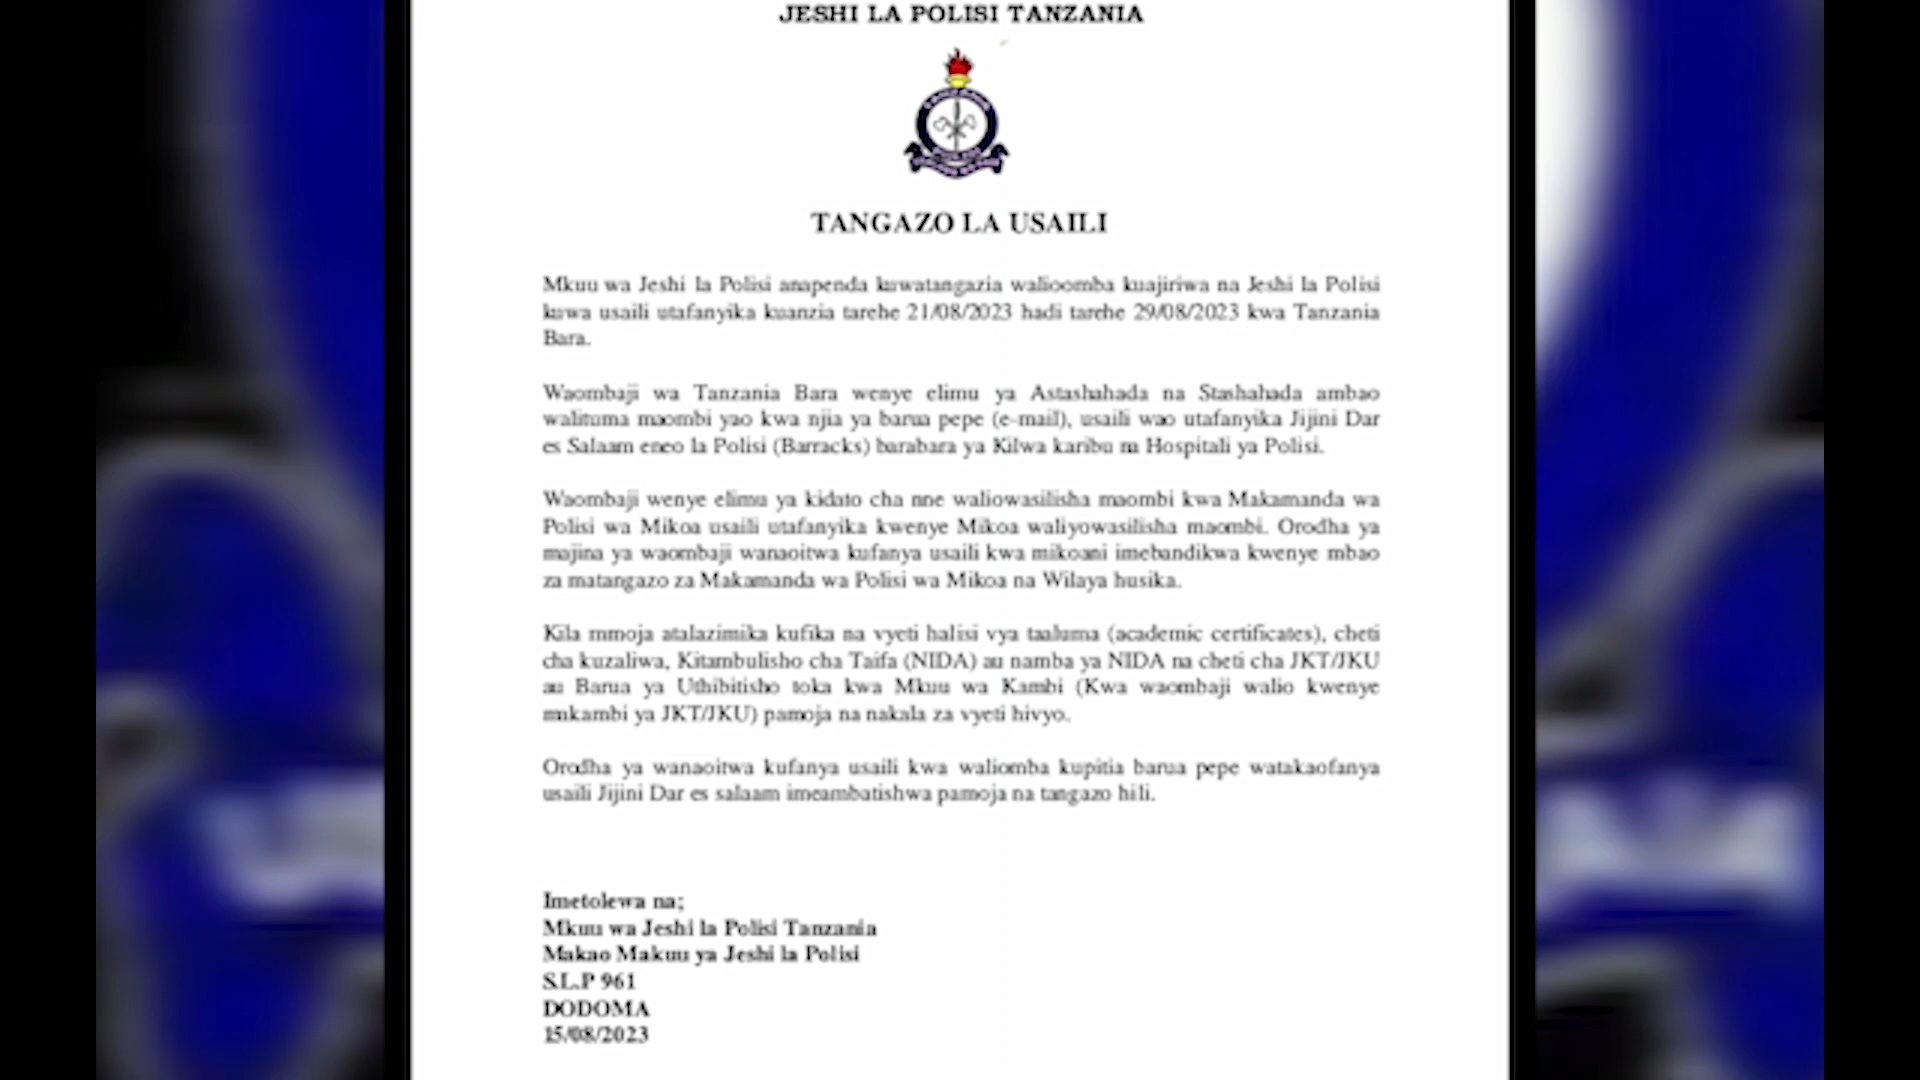 JESHI LA POLISI TANZANIA
TANGAZO LA USAILI
Mkuu wa Jeshi la Polisi anapenda kuwatangazia walioomba kuajiriwa na Jeshi la Polisi
kuwa usaili utafanyika kuanzia tarehe 21/08/2023 hadi tarehe 29/08/2023 kwa Tanzania
Bara.
Waombaji wa Tanzania Bara wenye elimu ya Astashahada na Stashahada ambao
walituma maombi yao kwa njia ya barua pepe (e-mail), usaili wao utafanyika Jijini Dar
es Salaam eneo la Polisi (Barracks) barabara ya Kilwa karibu na Hospitali ya Polisi.
Waombaji wenye elimu ya kidato cha nne waliowasilisha maombi kwa Makamanda wa
Polisi wa Mikoa usaili utafanyika kwenye Mikoa waliyowasilisha maombi. Orodha ya
majina ya waombaji wanaoitwa kufanya usaili kwa mikoani imebandikwa kwenye mbao
za matangazo za Makamanda wa Polisi wa Mikoa na Wilaya husika.
Kila mmoja atalazimika kufika na vyeti halisi vya taaluma (academic certificates), cheti
cha kuzaliwa, Kitambulisho cha Taifa (NIDA) au namba ya NIDA na cheti cha JKT/JKU
au Barua ya Uthibitisho toka kwa Mkuu wa Kambi (Kwa waombaji walio kwenye
makambi ya JKT/JKU) pamoja na nakala za vyeti hivyo.
Orodha ya wanaoitwa kufanya usaili kwa waliomba kupitia barua pepe watakaofanya
usaili Jijini Dar es salaam imeambatishwa pamoja na tangazo hili.
Imetolewa na;
Mkuu wa Jeshi la Polisi Tanzania
Makao Makuu ya Jeshi la Polisi
S.L.P 961
DODOMA
15/08/2023